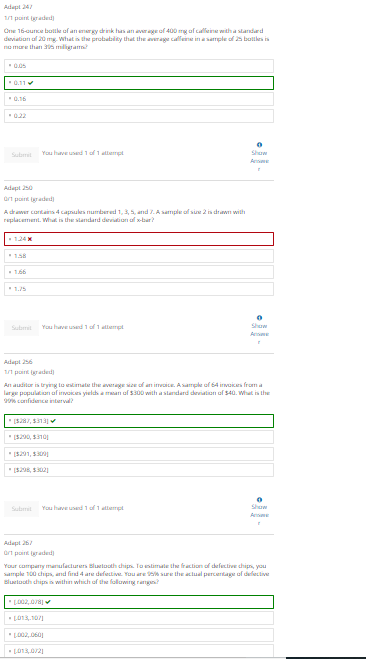 Adapt 247
1/1 point (graded)
One 16-ounce bottle of an energy drink has an average of 400 mg of caffeine with a standard
deviation of 20 mg. What is the probability that the average caffeine in a sample of 25 bottles is
no more than 395 milligrams?
0.05
0.11 ✔
0.16
0.22
Submit
You have used 1 of 1 attempt
Show
Answe
r
Adapt 250
0/1 point (graded)
A drawer contains 4 capsules numbered 1, 3, 5, and 7. A sample of size 2 is drawn with
replacement. What is the standard deviation of x-bar?
1.24 ✖
1.58
1.66
1.75
Submit
You have used 1 of 1 attempt
Show
Answe
r
Adapt 256
1/1 point (graded)
An auditor is trying to estimate the average size of an invoice. A sample of 64 invoices from a
large population of invoices yields a mean of $300 with a standard deviation of $40. What is the
99% confidence interval?
[$287, $313] ✔
[$290, $310]
[$291, $309]
[$298, $302]
Submit
You have used 1 of 1 attempt
Show
Answe
r
Adapt 267
0/1 point (graded)
Your company manufacturers Bluetooth chips. To estimate the fraction of defective chips, you
sample 100 chips, and find 4 are defective. You are 95% sure the actual percentage of defective
Bluetooth chips is within which of the following ranges?
[.002,.078] ✔
[.013,.107]
[.002,.060]
[.013,.072]